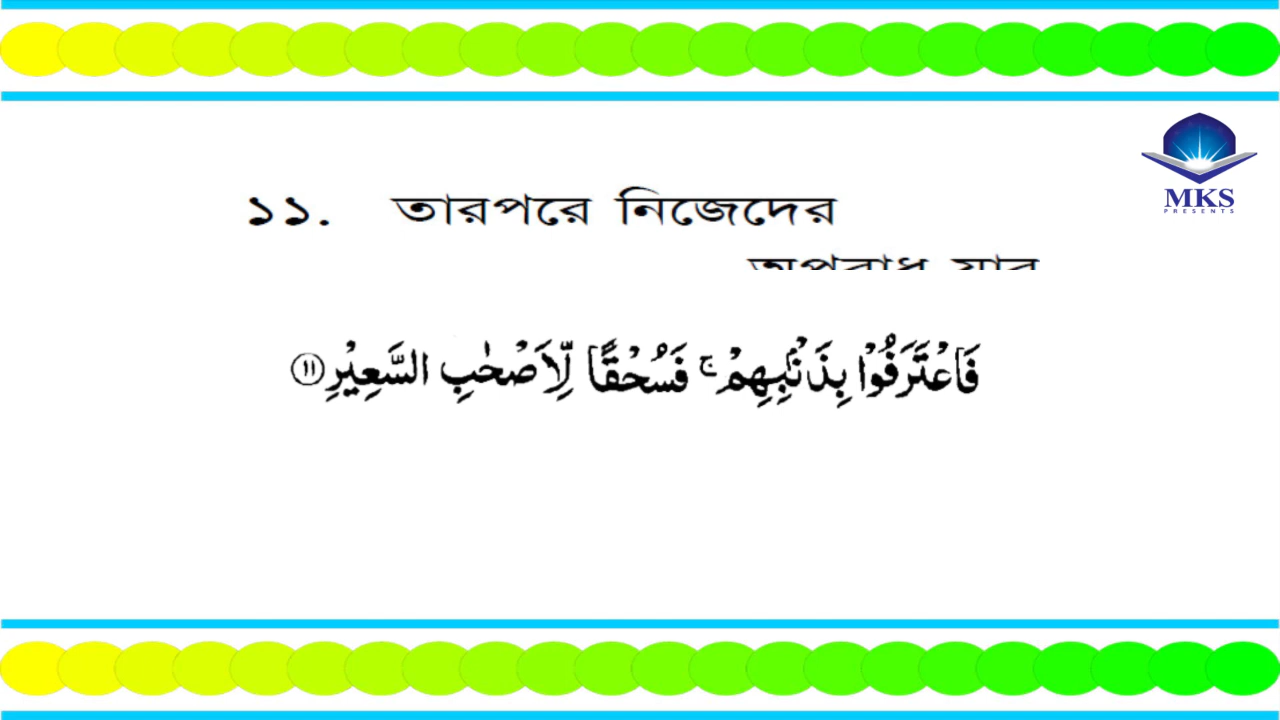 MKS
PRESENTS
১১. তারপরে নিজেদের
فَاعْتَرَفُوْا بِذَنْۢبِهِمْ ۚ فَسُحْقًا لِّاَصْحٰبِ السَّعِيْرِ ۝۱۱